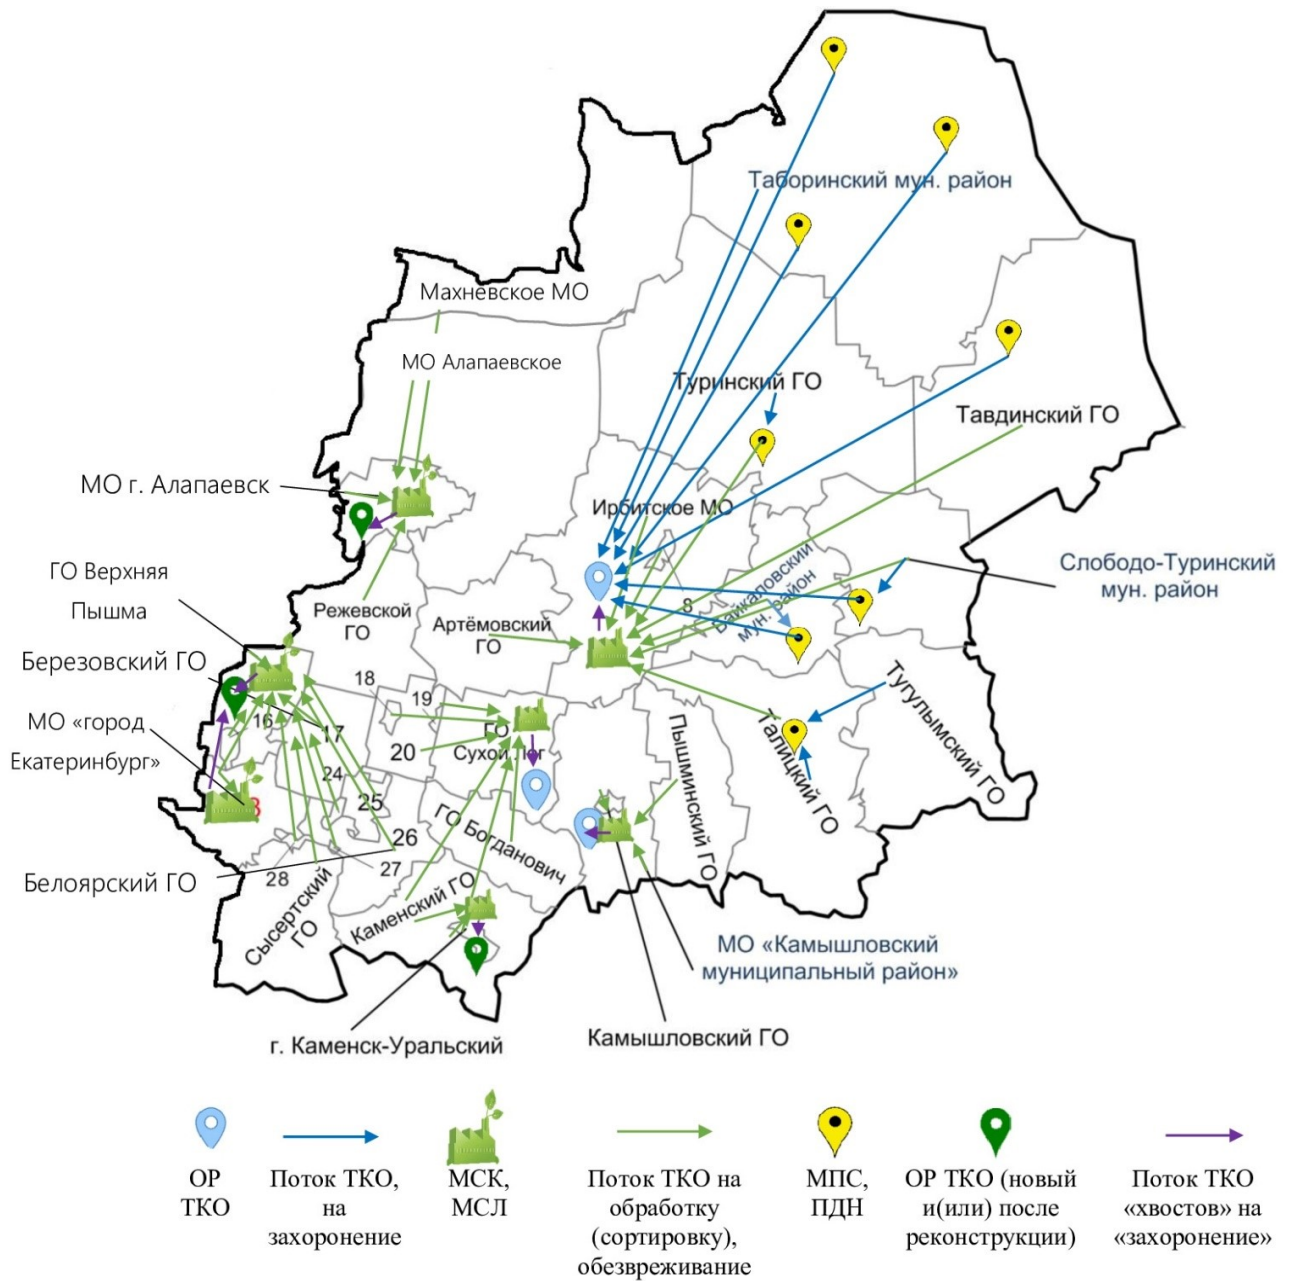 Таборинский мун. район
Махнёвское МО
МО Алапаевское
Туринский ГО
Тавдинский ГО
МО г. Алапаевск
Ирбитское МО
ГО Верхняя
Пышма
Слободо-Туринский
мун. район
Байкаловский
мун. район
8
Режевской
ГО
Артёмовский
ГО
Березовский ГО
18
19
МО «город
Екатеринбург»
16
17
20
ГО
Сухой Лог
24
25
26
27
28
Пышминский ГО
Талицкий ГО
Тугулымский ГО
ГО Богданович
Белоярский ГО
Сысертский
ГО
Каменский ГО
МО «Камышловский
муниципальный район»
Камышловский ГО
г. Каменск-Уральский
ОР
ТКО
Поток ТКО,
на
захоронение
МСК,
МСЛ
Поток ТКО на
обработку
(сортировку),
обезвреживание
МПС,
ПДН
ОР ТКО (новый
и(или) после
реконструкции)
Поток ТКО
«хвостов» на
«захоронение»